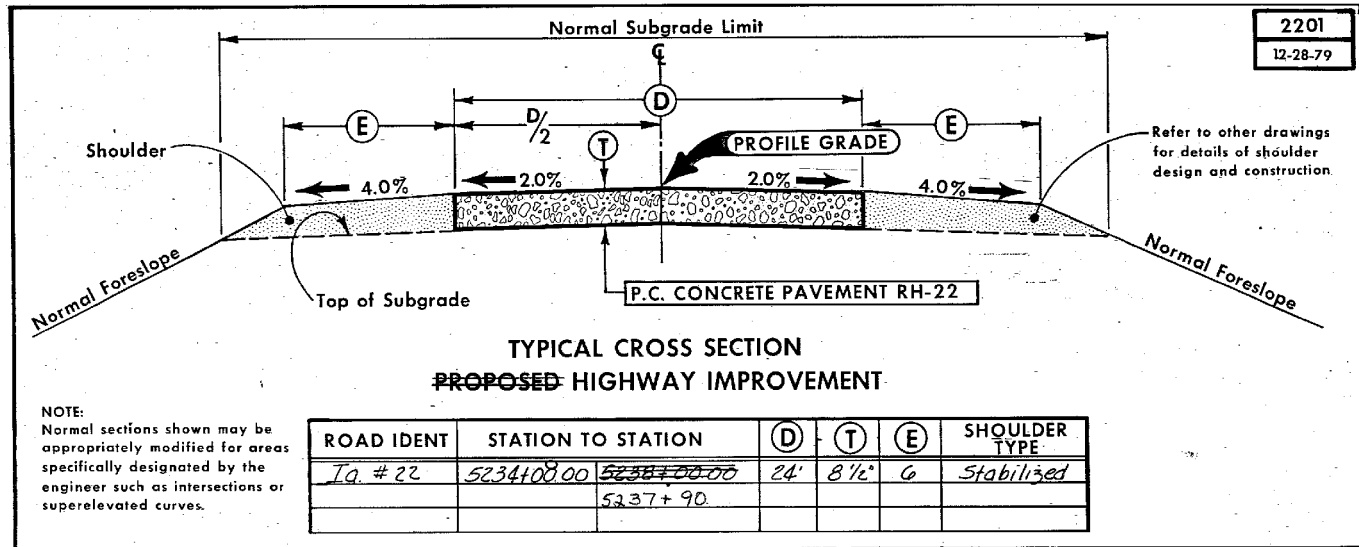 Normal Subgrade Limit
2201
12-28-79
℄
D
E
D/2
E
T
Shoulder
PROFILE GRADE
Refer to other drawings
for details of shoulder
design and construction
4.0%
2.0%
2.0%
4.0%
Normal Foreslope
Top of Subgrade
P.C. CONCRETE PAVEMENT RH-22
Normal Foreslope
TYPICAL CROSS SECTION
PROPOSED HIGHWAY IMPROVEMENT
NOTE:
Normal sections shown may be
appropriately modified for areas
specifically designated by the
engineer such as intersections or
superelevated curves.
ROAD IDENT STATION TO STATION D T E SHOULDER TYPE
Ia. #22 5234+00.00 5238+00.00 24' 8 1/2" 6 Stabilized
5237+90